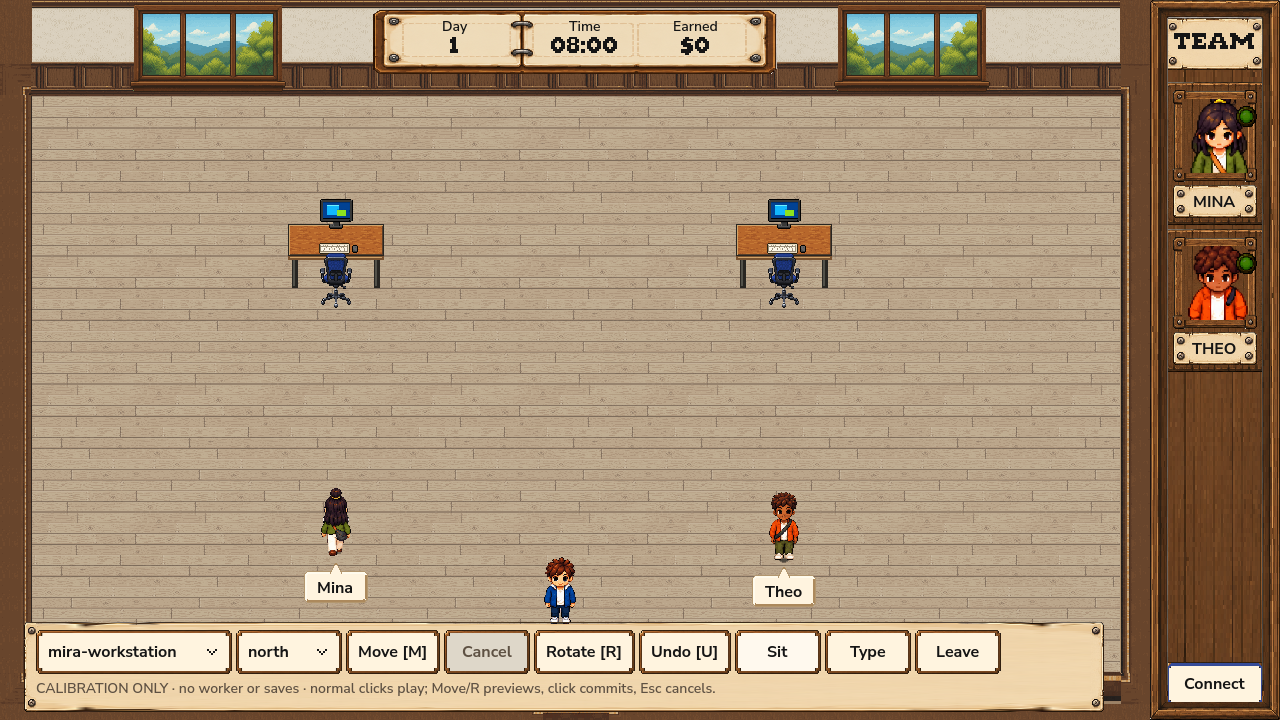 Day
1
Time
08:00
Earned
$0
TEAM
MINA
THEO
Mina
Theo
mira-workstation
north
Move [M]
Cancel
Rotate [R]
Undo [U]
Sit
Type
Leave
CALIBRATION ONLY · no worker or saves · normal clicks play; Move/R previews, click commits, Esc cancels.
Connect